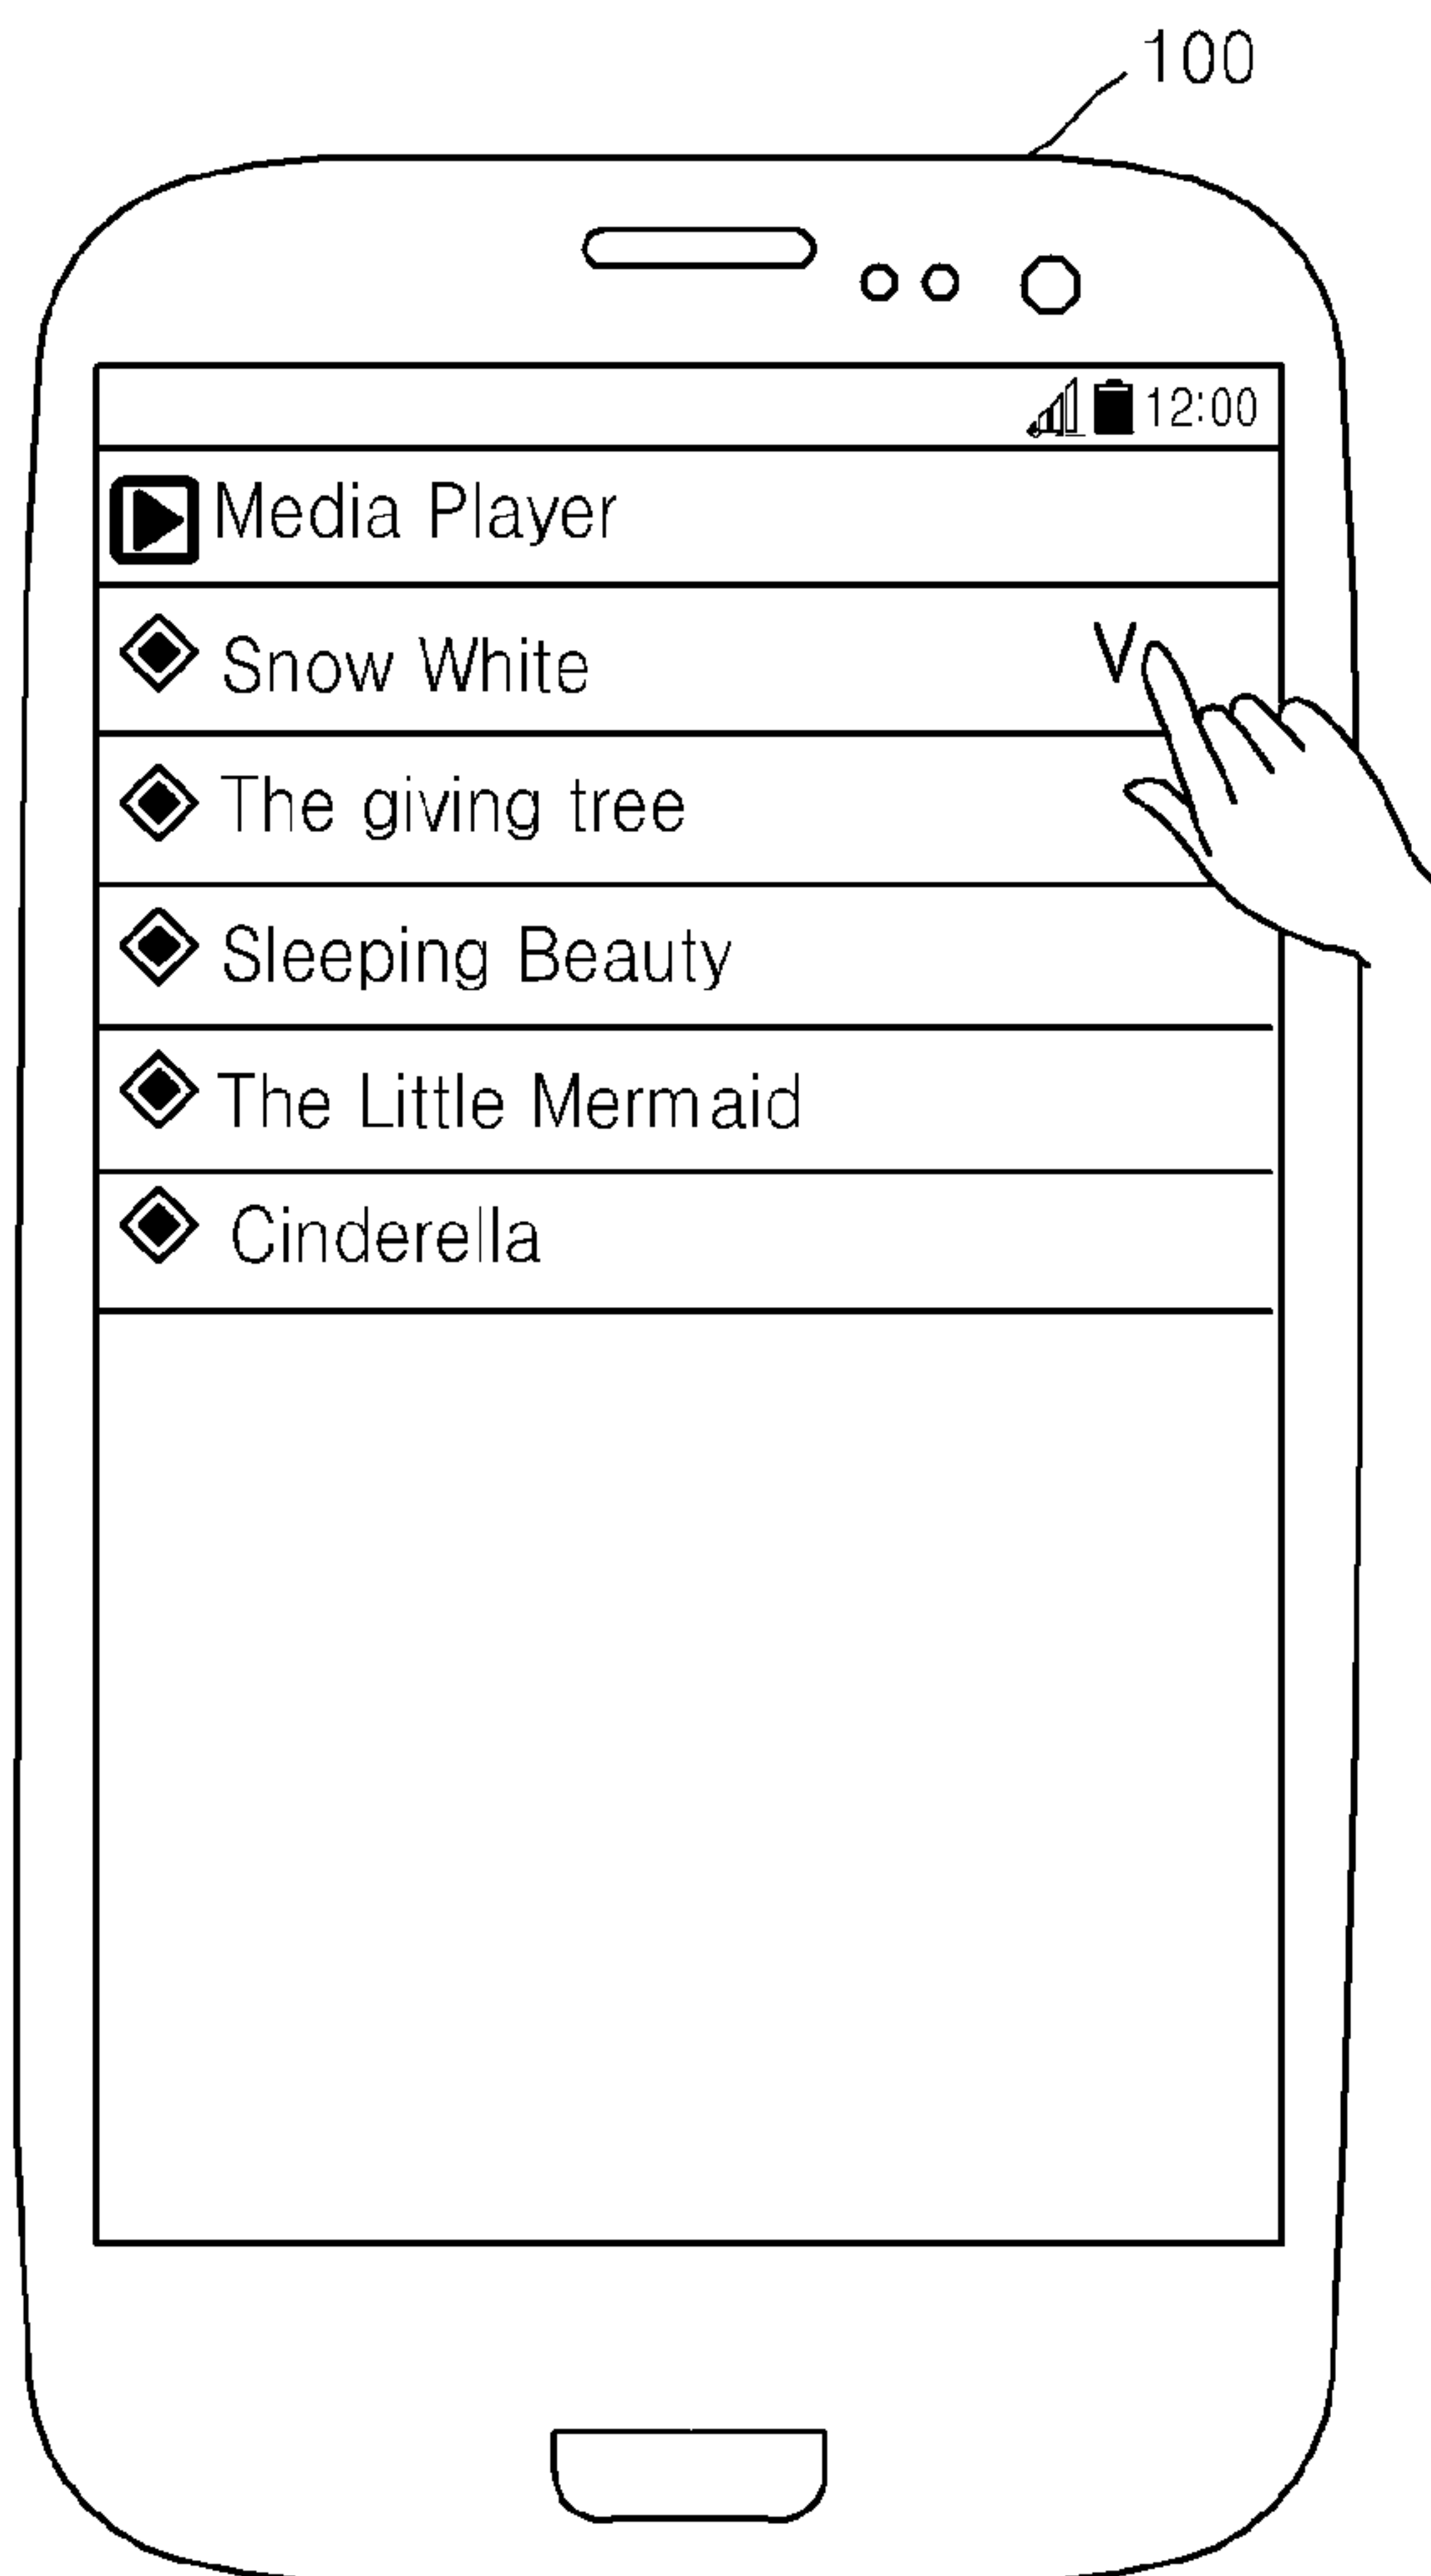 100
12:00
Media Player
Snow White V
The giving tree
Sleeping Beauty
The Little Mermaid
Cinderella